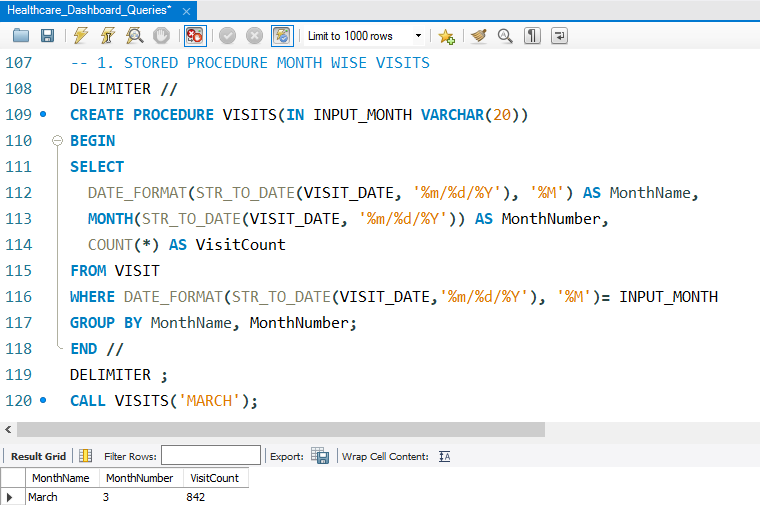 Healthcare_Dashboard_Queries* ×
Limit to 1000 rows
107 -- 1. STORED PROCEDURE MONTH WISE VISITS
108 DELIMITER //
109 CREATE PROCEDURE VISITS(IN INPUT_MONTH VARCHAR(20))
110 BEGIN
111 SELECT
112 DATE_FORMAT(STR_TO_DATE(VISIT_DATE, '%m/%d/%Y'), '%M') AS MonthName,
113 MONTH(STR_TO_DATE(VISIT_DATE, '%m/%d/%Y')) AS MonthNumber,
114 COUNT(*) AS VisitCount
115 FROM VISIT
116 WHERE DATE_FORMAT(STR_TO_DATE(VISIT_DATE,'%m/%d/%Y'), '%M')= INPUT_MONTH
117 GROUP BY MonthName, MonthNumber;
118 END //
119 DELIMITER ;
120 CALL VISITS('MARCH');
Result Grid Filter Rows: Export: Wrap Cell Content: IA
MonthName MonthNumber VisitCount
March 3 842